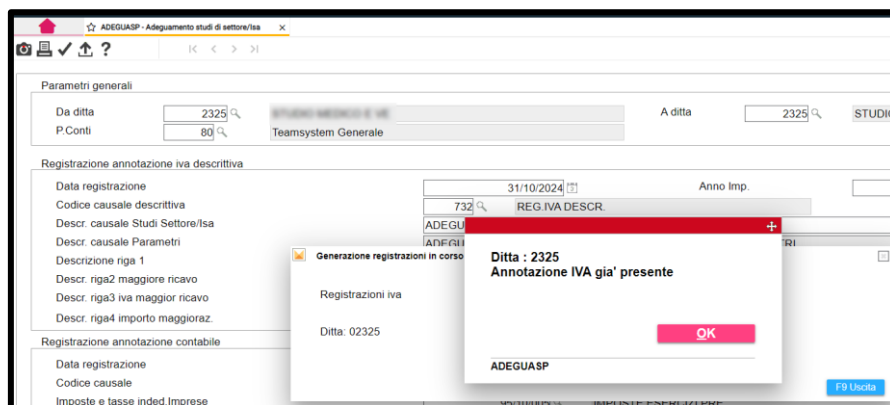 ADEGUASP - Adeguamento studi di settore/Isa
Parametri generali
Da ditta 2325 A ditta 2325 STUDIO
P.Conti 80 Teamsystem Generale
Registrazione annotazione iva descrittiva
Data registrazione 31/10/2024 Anno Imp.
Codice causale descrittiva 732 REG.IVA DESCR.
Descr. causale Studi Settore/Isa ADEGU
Descr. causale Parametri ADEGU
Descrizione riga 1
Descr. riga2 maggiore ricavo
Descr. riga3 iva maggior ricavo
Descr. riga4 importo maggioraz.
Registrazione annotazione contabile
Data registrazione
Codice causale
Imposte e tasse inded.Imprese
Generazione registrazioni in corso
Registrazioni iva
Ditta: 02325
F9 Uscita
Ditta : 2325
Annotazione IVA gia' presente
OK
ADEGUASP